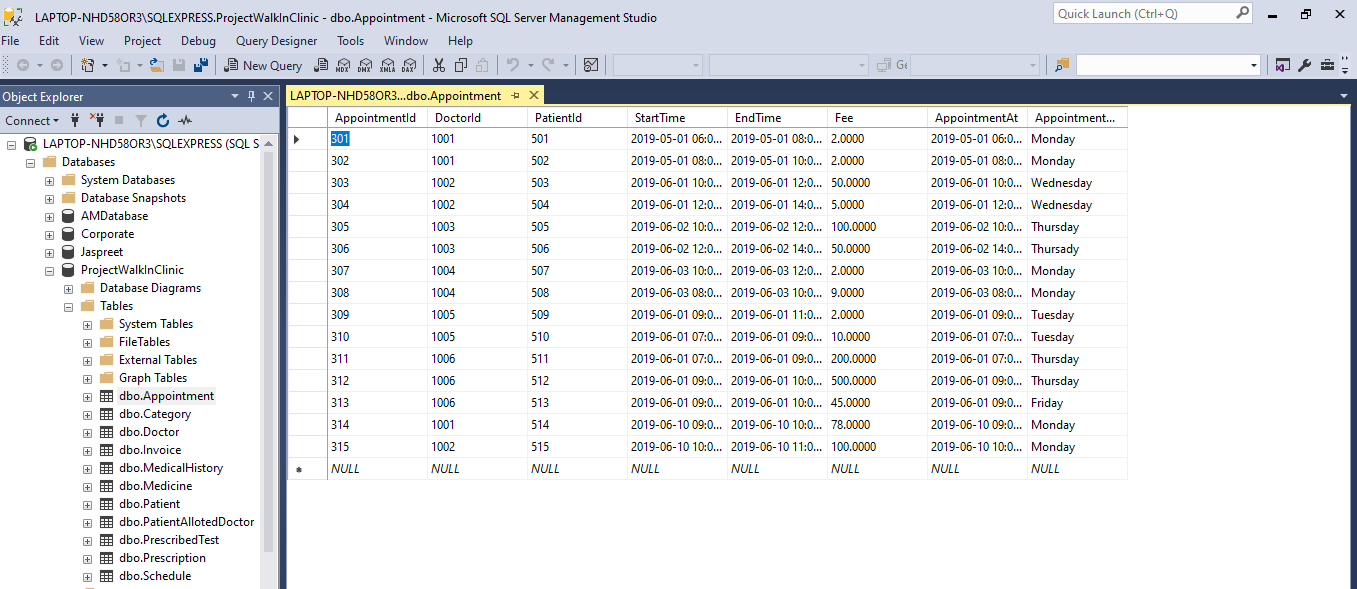 LAPTOP-NHD58OR3\SQLEXPRESS.ProjectWalkInClinic - dbo.Appointment - Microsoft SQL Server Management Studio
Quick Launch (Ctrl+Q)
File Edit View Project Debug Query Designer Tools Window Help
New Query MDX DMX XMLA DAX Ge
Object Explorer
Connect
LAPTOP-NHD58OR3\SQLEXPRESS (SQL S
Databases
System Databases
Database Snapshots
AMDatabase
Corporate
Jaspreet
ProjectWalkInClinic
Database Diagrams
Tables
System Tables
FileTables
External Tables
Graph Tables
dbo.Appointment
dbo.Category
dbo.Doctor
dbo.Invoice
dbo.MedicalHistory
dbo.Medicine
dbo.Patient
dbo.PatientAllotedDoctor
dbo.PrescribedTest
dbo.Prescription
dbo.Schedule
LAPTOP-NHD58OR3...dbo.Appointment
AppointmentId DoctorId PatientId StartTime EndTime Fee AppointmentAt Appointment...
301 1001 501 2019-05-01 06:0... 2019-05-01 08:0... 2.0000 2019-05-01 06:0... Monday
302 1001 502 2019-05-01 08:0... 2019-05-01 10:0... 2.0000 2019-05-01 08:0... Monday
303 1002 503 2019-06-01 10:0... 2019-06-01 12:0... 50.0000 2019-06-01 10:0... Wednesday
304 1002 504 2019-06-01 12:0... 2019-06-01 14:0... 5.0000 2019-06-01 12:0... Wednesday
305 1003 505 2019-06-02 10:0... 2019-06-02 12:0... 100.0000 2019-06-02 10:0... Thursday
306 1003 506 2019-06-02 12:0... 2019-06-02 14:0... 50.0000 2019-06-02 14:0... Thursady
307 1004 507 2019-06-03 10:0... 2019-06-03 12:0... 2.0000 2019-06-03 10:0... Monday
308 1004 508 2019-06-03 08:0... 2019-06-03 10:0... 9.0000 2019-06-03 08:0... Monday
309 1005 509 2019-06-01 09:0... 2019-06-01 11:0... 2.0000 2019-06-01 09:0... Tuesday
310 1005 510 2019-06-01 07:0... 2019-06-01 09:0... 10.0000 2019-06-01 07:0... Tuesday
311 1006 511 2019-06-01 07:0... 2019-06-01 09:0... 200.0000 2019-06-01 07:0... Thursday
312 1006 512 2019-06-01 09:0... 2019-06-01 10:0... 500.0000 2019-06-01 09:0... Thursday
313 1006 513 2019-06-01 09:0... 2019-06-01 10:0... 45.0000 2019-06-01 09:0... Friday
314 1001 514 2019-06-10 09:0... 2019-06-10 10:0... 78.0000 2019-06-10 09:0... Monday
315 1002 515 2019-06-10 10:0... 2019-06-10 11:0... 100.0000 2019-06-10 10:0... Monday
NULL NULL NULL NULL NULL NULL NULL NULL